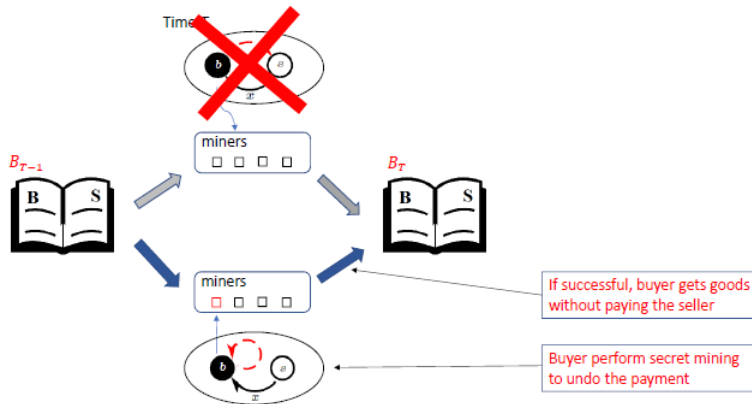 Time T
b
s
x
miners
B_{T-1}
B_T
B S
B S
miners
If successful, buyer gets goods
without paying the seller
b
s
x
Buyer perform secret mining
to undo the payment